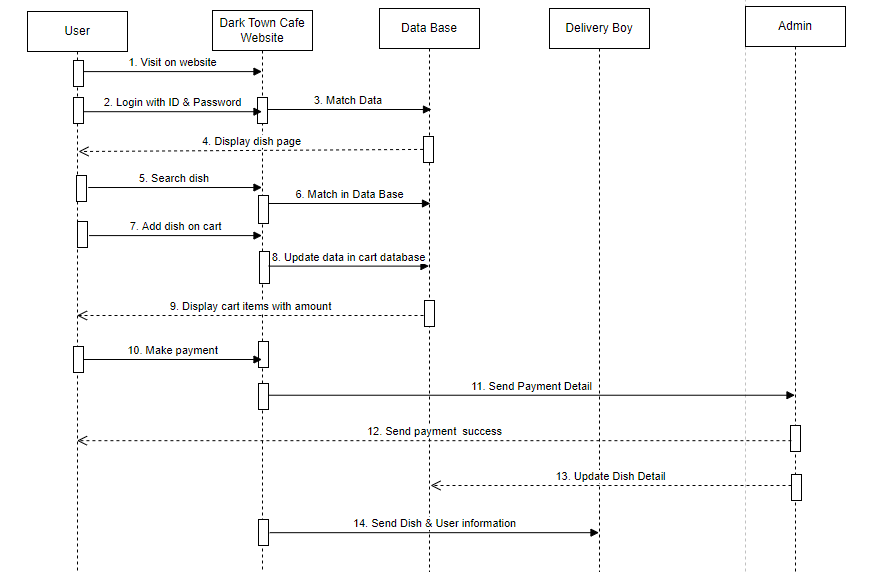 User
Dark Town Cafe
Website
Data Base
Delivery Boy
Admin
1. Visit on website
2. Login with ID & Password
3. Match Data
4. Display dish page
5. Search dish
6. Match in Data Base
7. Add dish on cart
8. Update data in cart database
9. Display cart items with amount
10. Make payment
11. Send Payment Detail
12. Send payment  success
13. Update Dish Detail
14. Send Dish & User information